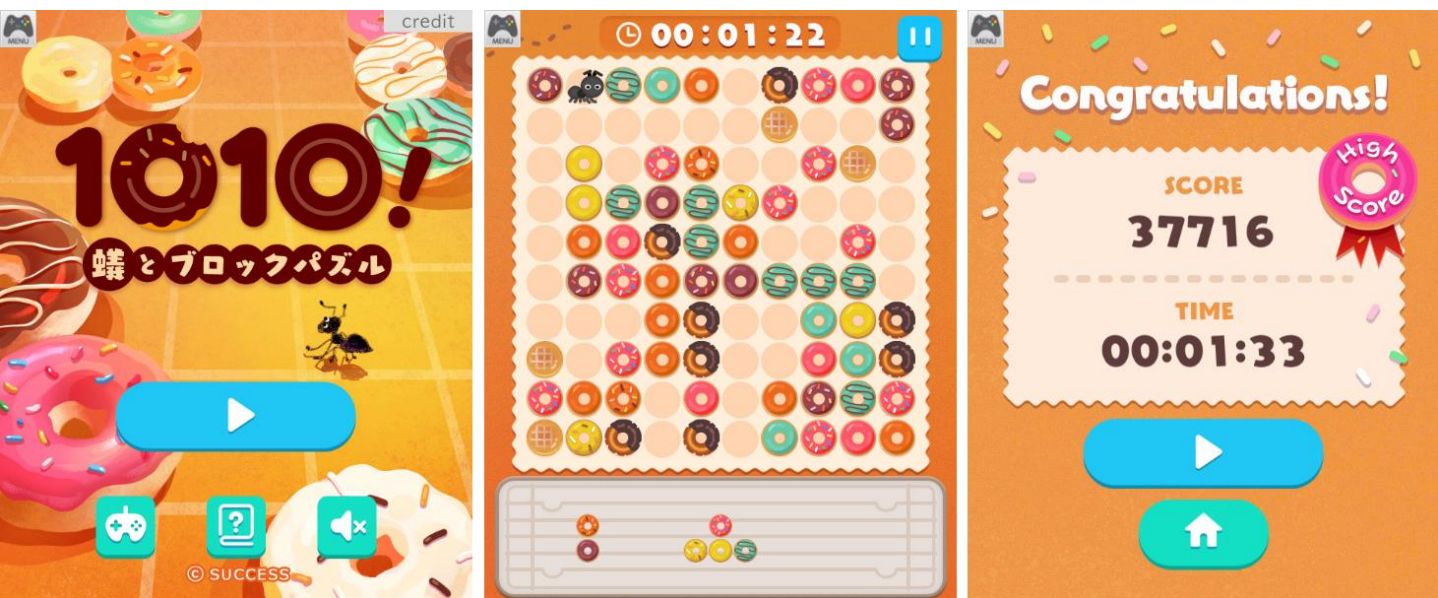 MENU
credit
1010!
蟻とブロックパズル
© SUCCESS
MENU
00:01:22
MENU
Congratulations!
High Score
SCORE
37716
TIME
00:01:33